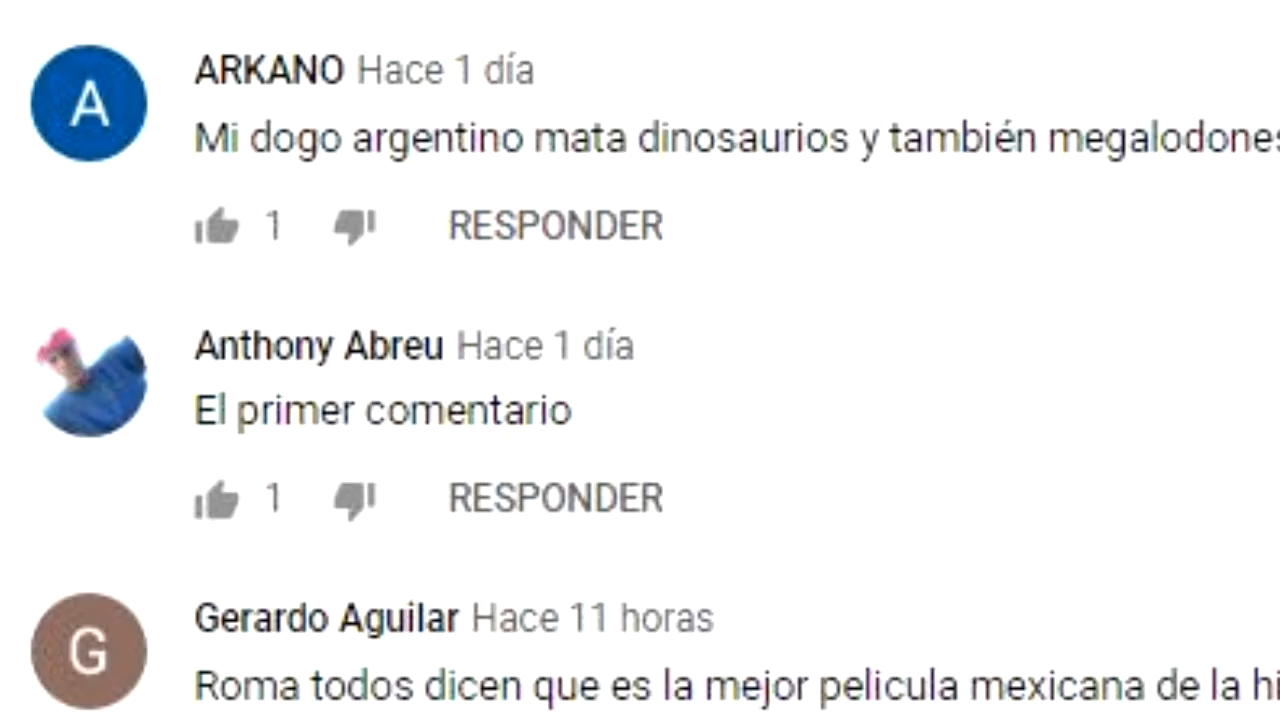 A
ARKANO Hace 1 día
Mi dogo argentino mata dinosaurios y también megalodones
1 RESPONDER
Anthony Abreu Hace 1 día
El primer comentario
1 RESPONDER
G
Gerardo Aguilar Hace 11 horas
Roma todos dicen que es la mejor pelicula mexicana de la hi